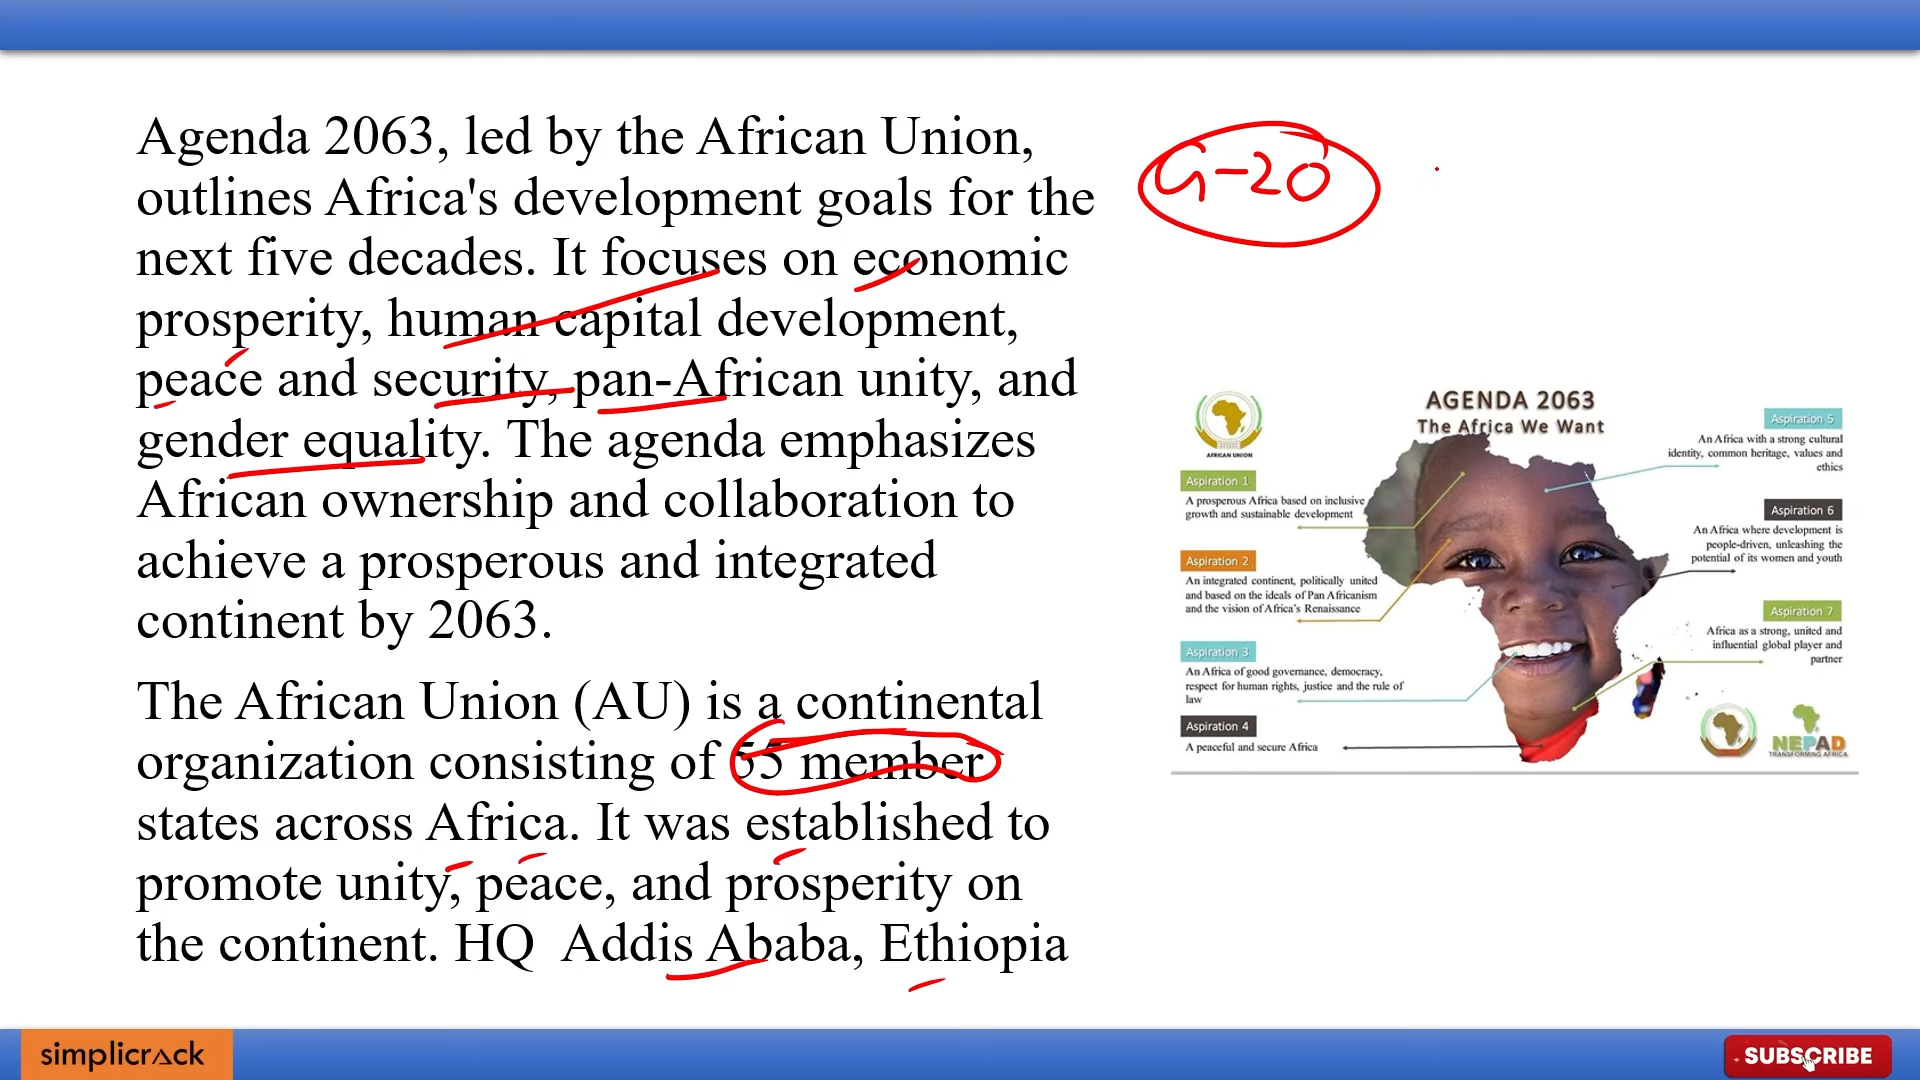 Agenda 2063, led by the African Union,
outlines Africa's development goals for the
next five decades. It focuses on economic
prosperity, human capital development,
peace and security, pan-African unity, and
gender equality. The agenda emphasizes
African ownership and collaboration to
achieve a prosperous and integrated
continent by 2063.
The African Union (AU) is a continental
organization consisting of 55 member
states across Africa. It was established to
promote unity, peace, and prosperity on
the continent. HQ Addis Ababa, Ethiopia
G-20
AGENDA 2063
The Africa We Want
AFRICAN UNION
Aspiration 1
A prosperous Africa based on inclusive
growth and sustainable development
Aspiration 2
An integrated continent, politically united
and based on the ideals of Pan Africanism
and the vision of Africa's Renaissance
Aspiration 3
An Africa of good governance, democracy,
respect for human rights, justice and the rule of
law
Aspiration 4
A peaceful and secure Africa
Aspiration 5
An Africa with a strong cultural
identity, common heritage, values and
ethics
Aspiration 6
An Africa where development is
people-driven, unleashing the
potential of its women and youth
Aspiration 7
Africa as a strong, united and
influential global player and
partner
NEPAD
TRANSFORMING AFRICA
simplicrack
SUBSCRIBE